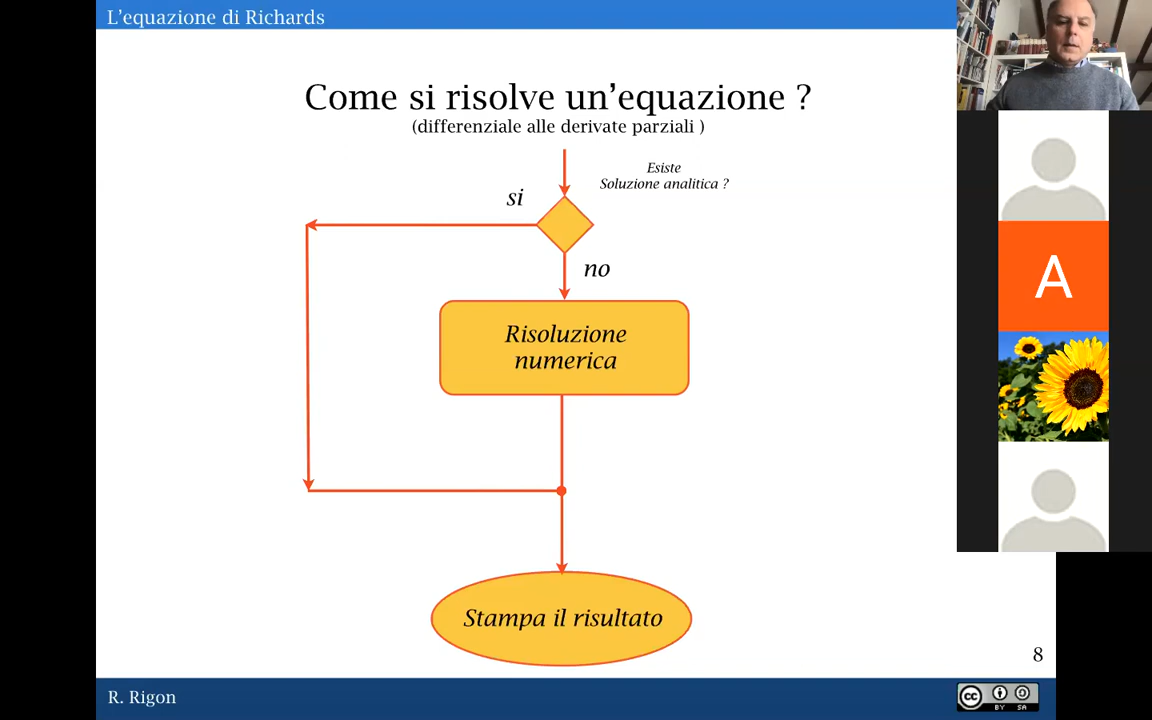 L'equazione di Richards
Come si risolve un'equazione ?
(differenziale alle derivate parziali )
Esiste
Soluzione analitica ?
si
no
Risoluzione
numerica
Stampa il risultato
8
R. Rigon
cc
BY SA
A